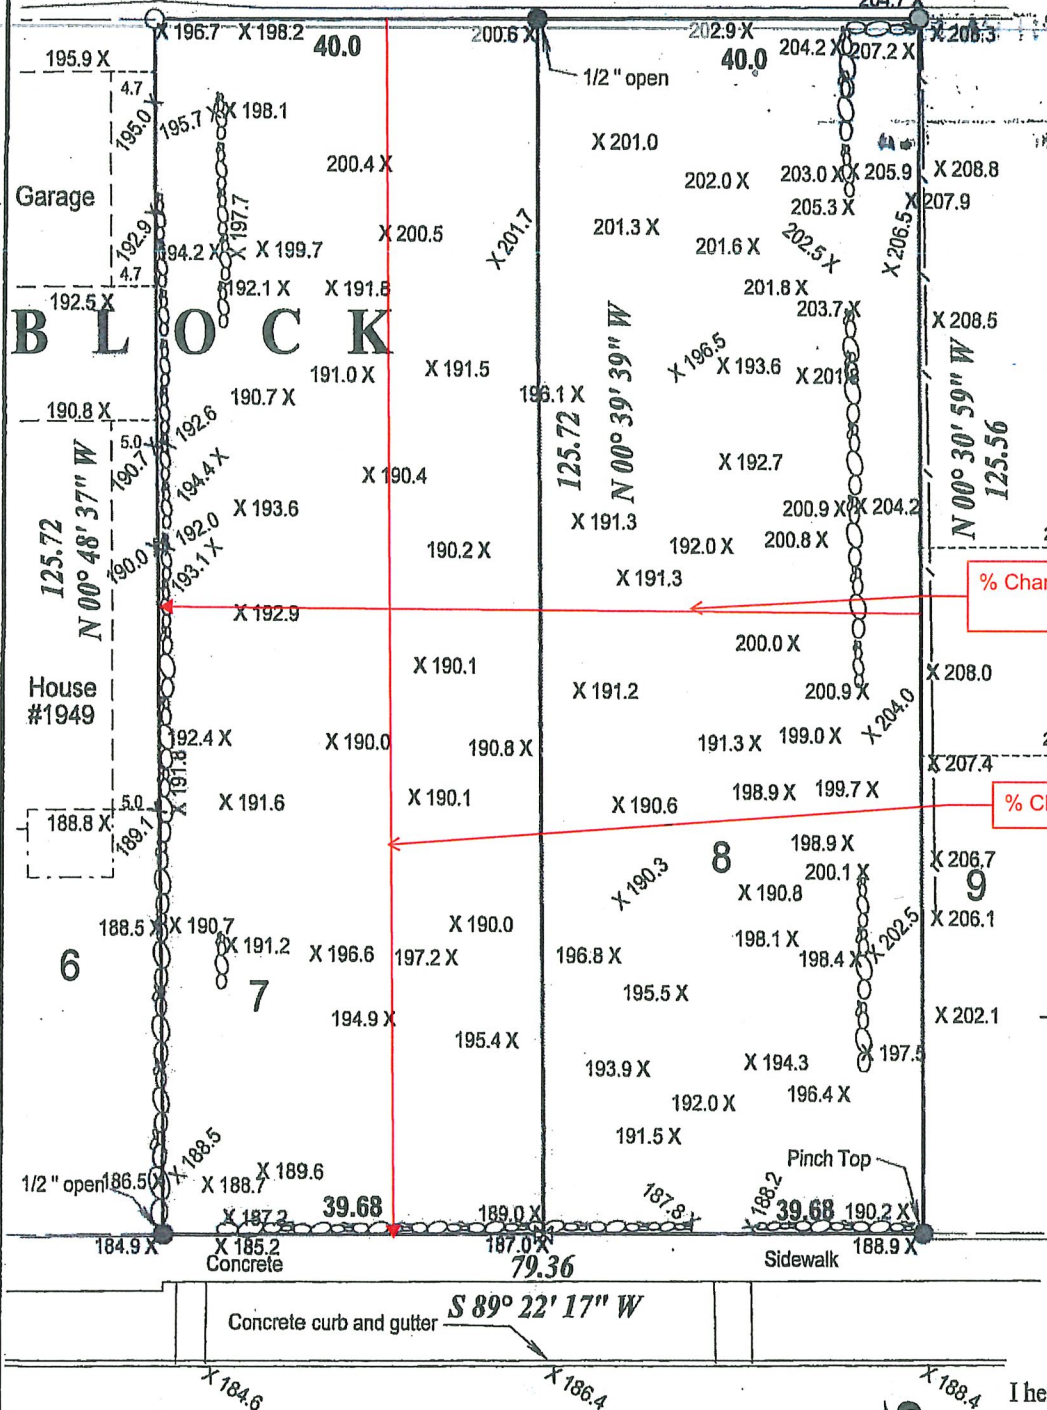 204.7 X
X 196.7 X 198.2
40.0
200.6 X
202.9 X
40.0
204.2 X
207.2 X
X 208.3
195.9 X
4.7
1/2 " open
195.0 X
195.7 X
X 198.1
X 201.0
200.4 X
202.0 X
203.0 X
X 205.9
X 208.8
Garage
205.3 X
X 207.9
192.9 X
X 197.7
X 200.5
X 201.7
201.3 X
202.5 X
X 206.5
194.2 X
X 199.7
201.6 X
4.7
192.5 X
192.1 X
X 191.8
201.8 X
203.7 X
X 208.5
BLOCK
N 00° 39' 39" W
125.72
N 00° 30' 59" W
125.56
191.0 X
X 191.5
X 196.5
X 193.6
X 201.
190.7 X
196.1 X
190.8 X
5.0
X 192.6
190.7 X
194.4 X
X 190.4
X 192.7
125.72
N 00° 48' 37" W
X 193.6
X 191.3
200.9 X
X 204.2
190.0 X
X 192.0
193.1 X
190.2 X
192.0 X
200.8 X
X 191.3
% Char
X 192.9
200.0 X
X 190.1
X 208.0
House
#1949
X 191.2
200.9 X
X 204.0
192.4 X
X 190.0
190.8 X
191.3 X
199.0 X
X 207.4
X 191.8
5.0
X 191.6
X 190.1
X 190.6
198.9 X
199.7 X
% Cl
188.8 X
189.1 X
198.9 X
8
X 206.7
200.1 X
9
X 190.3
X 190.8
188.5 X
X 190.7
X 190.0
X 202.5
X 206.1
X 191.2
198.1 X
6
X 196.6
197.2 X
196.8 X
198.4 X
7
195.5 X
194.9 X
X 202.1
195.4 X
X 197.5
193.9 X
X 194.3
192.0 X
196.4 X
191.5 X
X 188.5
Pinch Top
1/2 " open
186.5 X
X 189.6
X 188.7
187.8
X 188.2
X 187.2
39.68
189.0 X
39.68
190.2 X
184.9 X
X 185.2
187.0 X
188.9 X
Concrete
79.36
Sidewalk
S 89° 22' 17" W
Concrete curb and gutter
X 184.6
X 186.4
X 188.4
I he